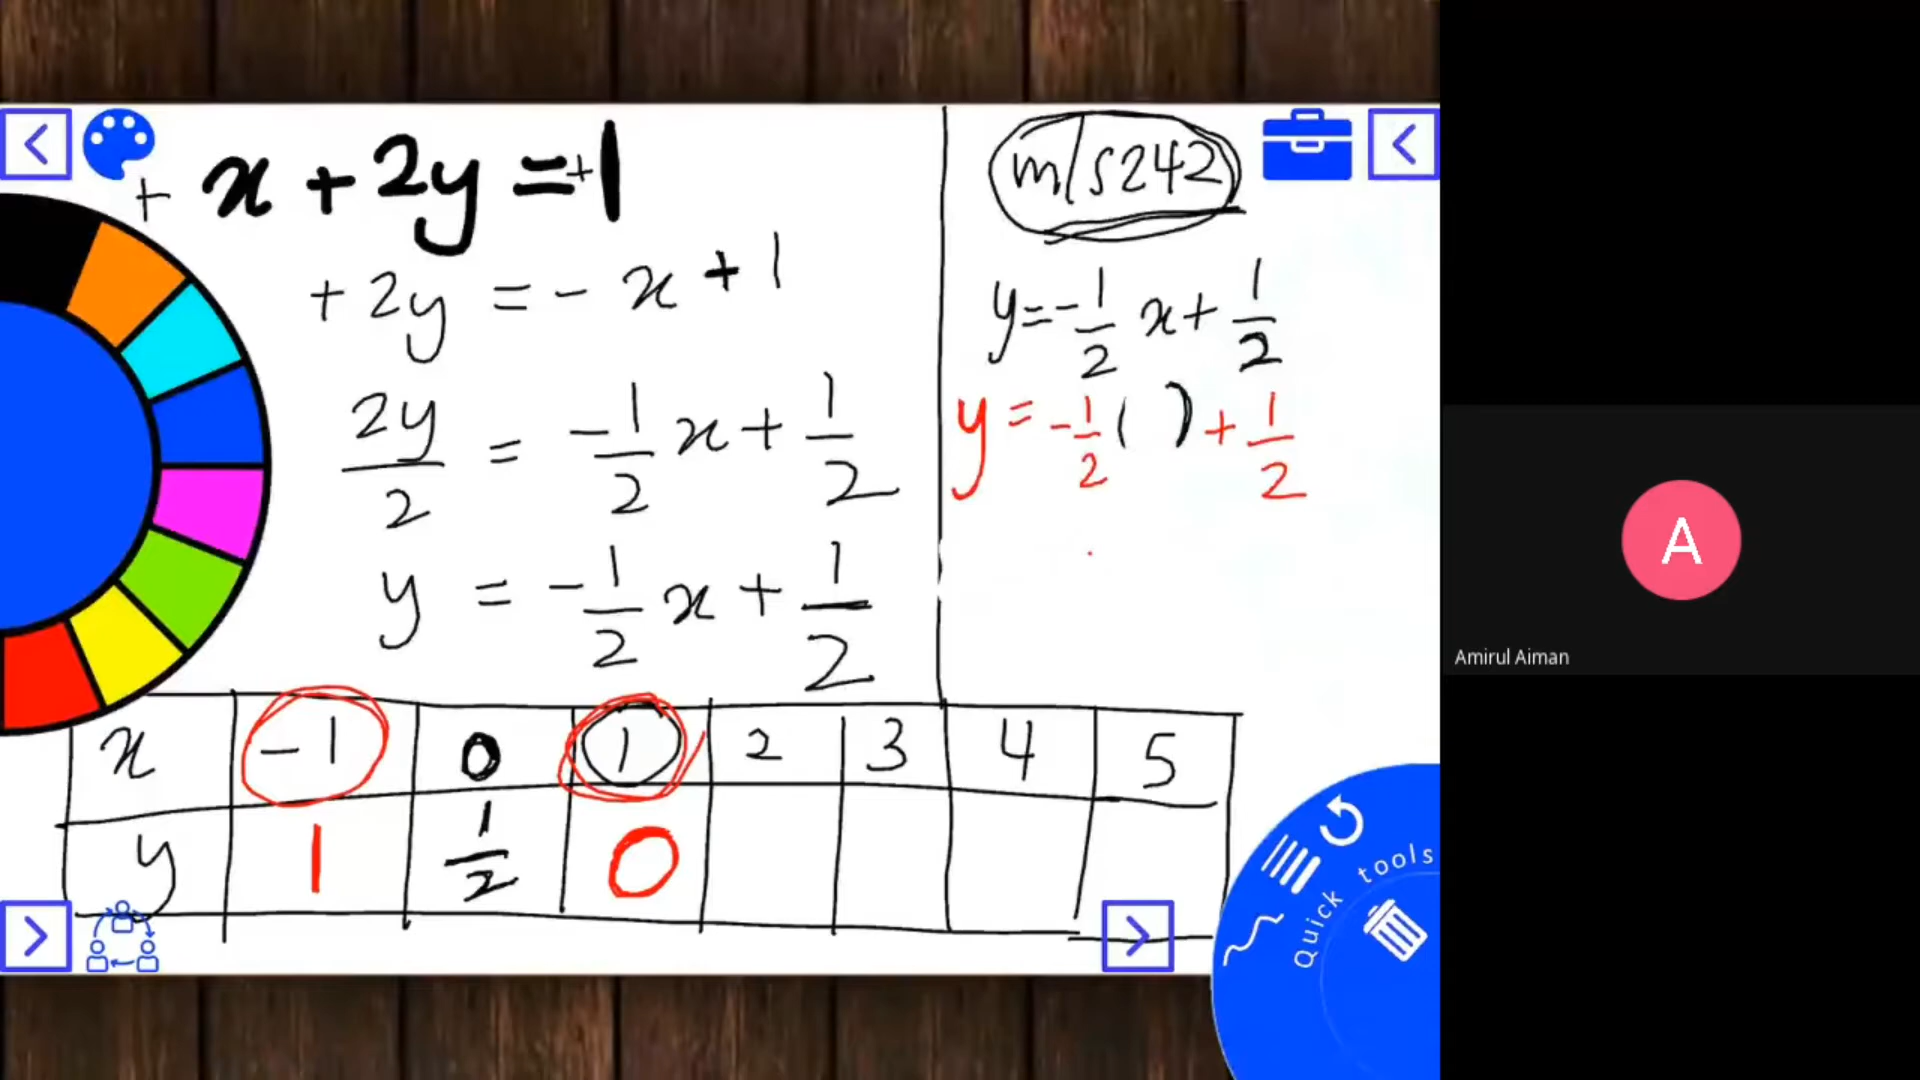 + x + 2y = +1
+ 2y = - x + 1
2y/2 = -1/2 x + 1/2
y = -1/2 x + 1/2
m/s 242
y = -1/2 x + 1/2
y = -1/2 ( ) + 1/2
x -1 0 1 2 3 4 5
y 1 1/2 0
Quick tools
A
Amirul Aiman